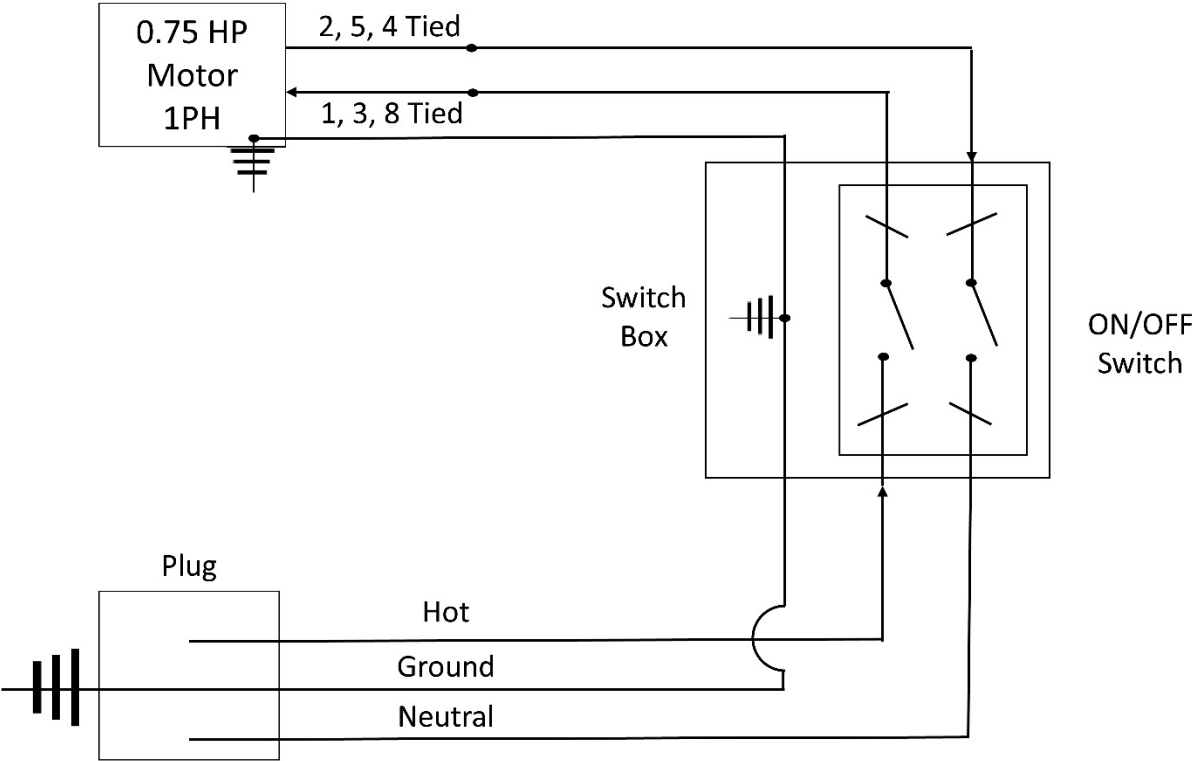 0.75 HP
Motor
1PH
2, 5, 4 Tied
1, 3, 8 Tied
Switch
Box
ON/OFF
Switch
Plug
Hot
Ground
Neutral